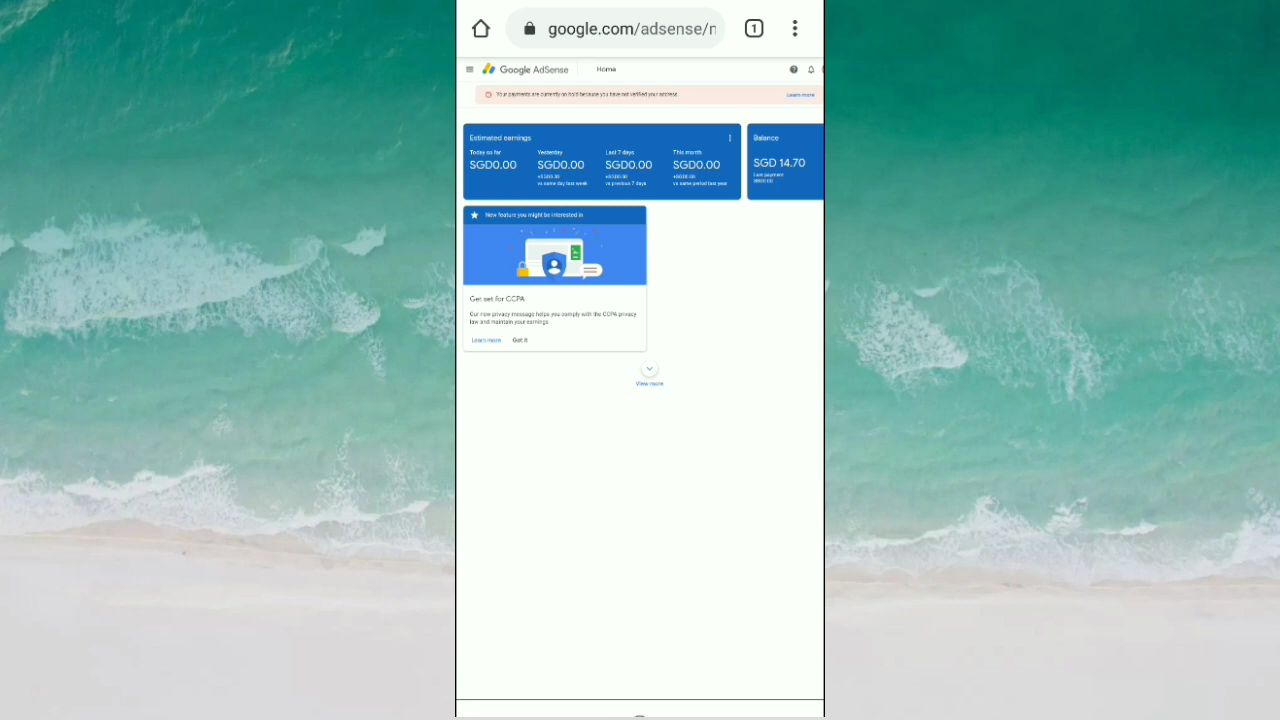 google.com/adsense/n
1
Google AdSense
Home
Your payments are currently on hold because you have not verified your address.
Learn more
Estimated earnings
Today so far
Yesterday
Last 7 days
This month
SGD0.00
SGD0.00
SGD0.00
SGD0.00
vs same day last week
vs previous 7 days
vs same period last year
Balance
SGD 14.70
Last payment
New feature you might be interested in
Get set for CCPA
Our new privacy message helps you comply with the CCPA privacy
law and maintain your earnings
Learn more
Got it
View more